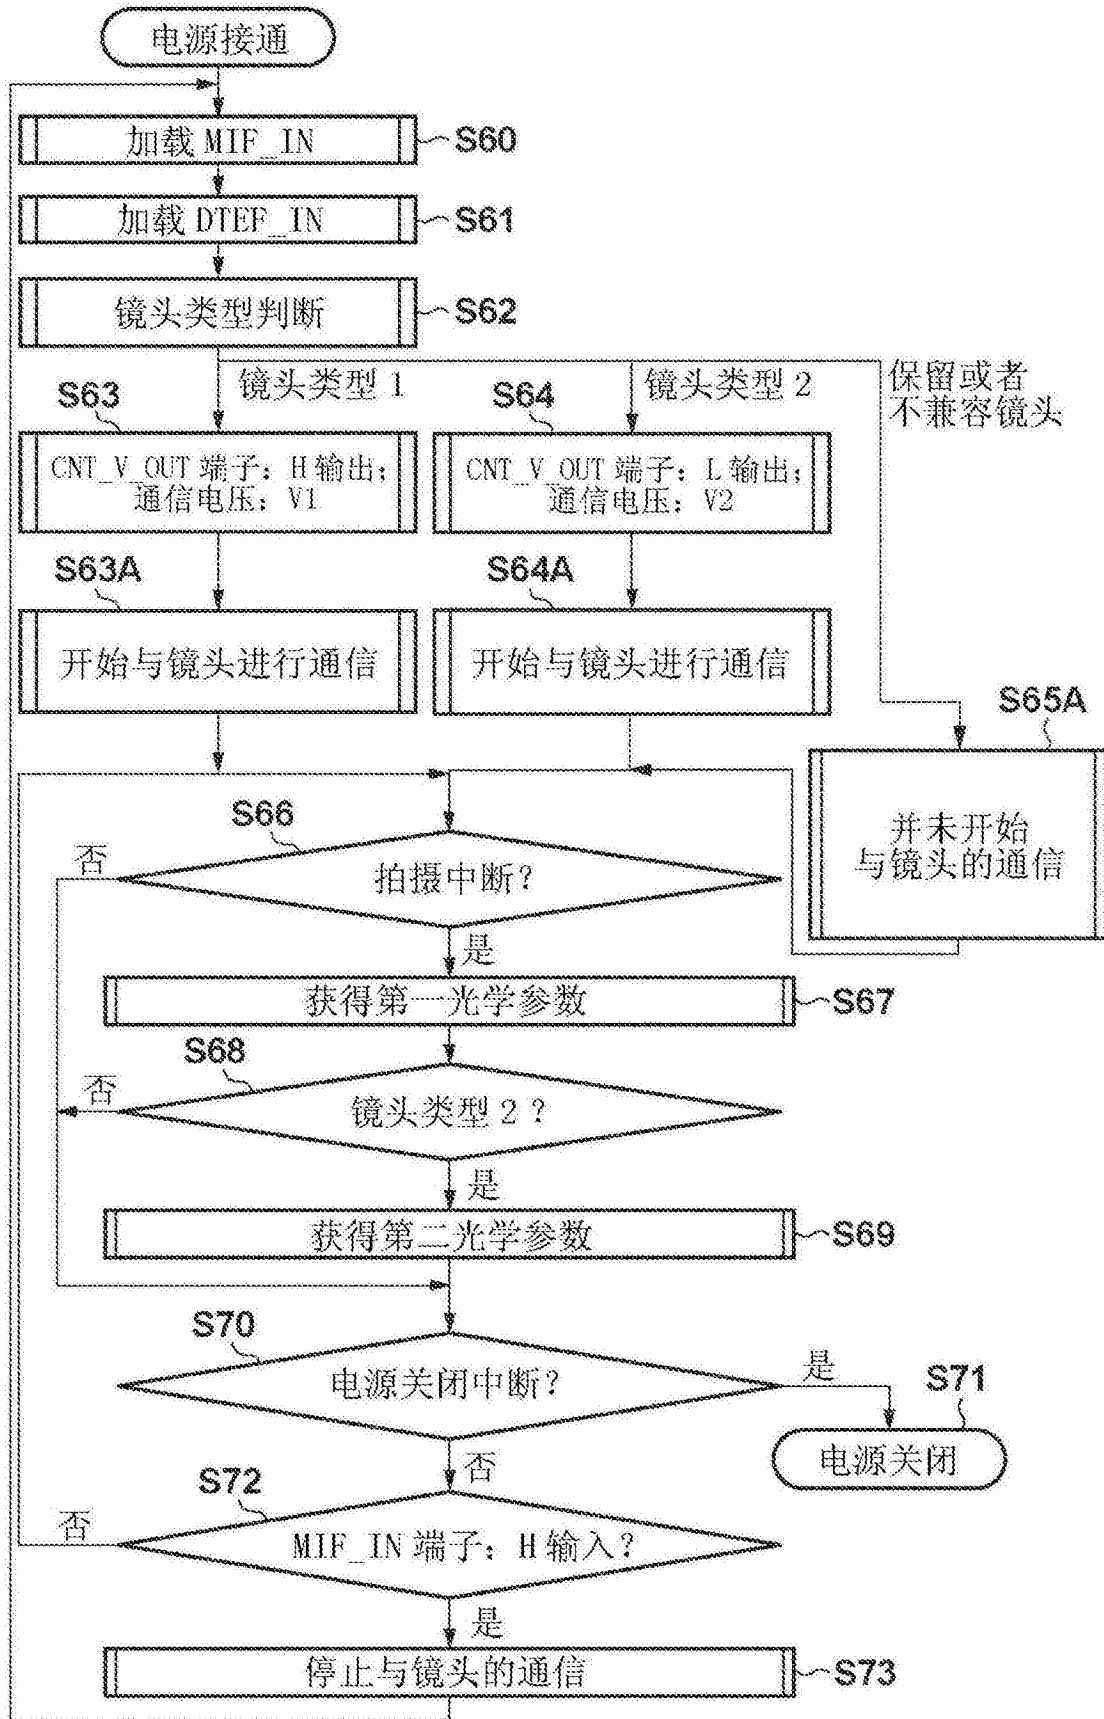 电源接通
加载 MIF_IN
S60
加载 DTEF_IN
S61
镜头类型判断
S62
镜头类型 1
镜头类型 2
保留或者
不兼容镜头
S63
CNT_V_OUT 端子：H 输出；
通信电压：V1
S64
CNT_V_OUT 端子：L 输出；
通信电压：V2
S63A
开始与镜头进行通信
S64A
开始与镜头进行通信
S65A
并未开始
与镜头的通信
S66
否
拍摄中断？
是
获得第一光学参数
S67
S68
否
镜头类型 2？
是
获得第二光学参数
S69
S70
电源关闭中断？
是
S71
电源关闭
否
S72
否
MIF_IN 端子：H 输入？
是
停止与镜头的通信
S73